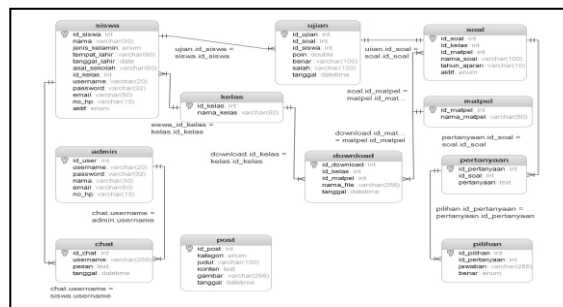 siswa
id_siswa int
nama varchar(30)
jenis_kelamin enum
tempat_lahir varchar(50)
tanggal_lahir date
asal_sekolah varchar(50)
id_kelas int
username varchar(20)
password varchar(32)
email varchar(50)
no_hp varchar(13)
aktif enum
ujian
id_ujian int
id_soal int
id_siswa int
poin double
benar varchar(100)
salah varchar(100)
tanggal datetime
soal
id_soal int
id_kelas int
id_matpel int
nama_soal varchar(100)
tahun_ajaran varchar(10)
aktif enum
ujian.id_siswa =
siswa.id_siswa
ujian.id_soal =
soal.id_soal
kelas
id_kelas int
nama_kelas varchar(50)
soal.id_matpel =
matpel.id_mat...
matpel
id_matpel int
nama_matpel varchar(50)
siswa_id_kelas =
kelas.id_kelas
download.id_mat...
= matpel.id_mat...
pertanyaan.id_soal =
soal.id_soal
admin
id_user int
username varchar(20)
password varchar(32)
nama varchar(30)
email varchar(50)
no_hp varchar(13)
download.id_kelas =
kelas.id_kelas
download
id_download int
id_kelas int
id_matpel int
nama_file varchar(255)
tanggal datetime
pertanyaan
id_pertanyaan int
id_soal int
pertanyaan text
chat.username =
admin.username
pilihan.id_pertanyaan =
pertanyaan.id_pertanyaan
chat
id_chat int
username varchar(255)
pesan text
tanggal datetime
post
id_post int
kategori enum
judul varchar(100)
konten text
gambar varchar(255)
tanggal datetime
pilihan
id_pilihan int
id_pertanyaan int
jawaban varchar(255)
benar enum
chat.username =
siswa.username